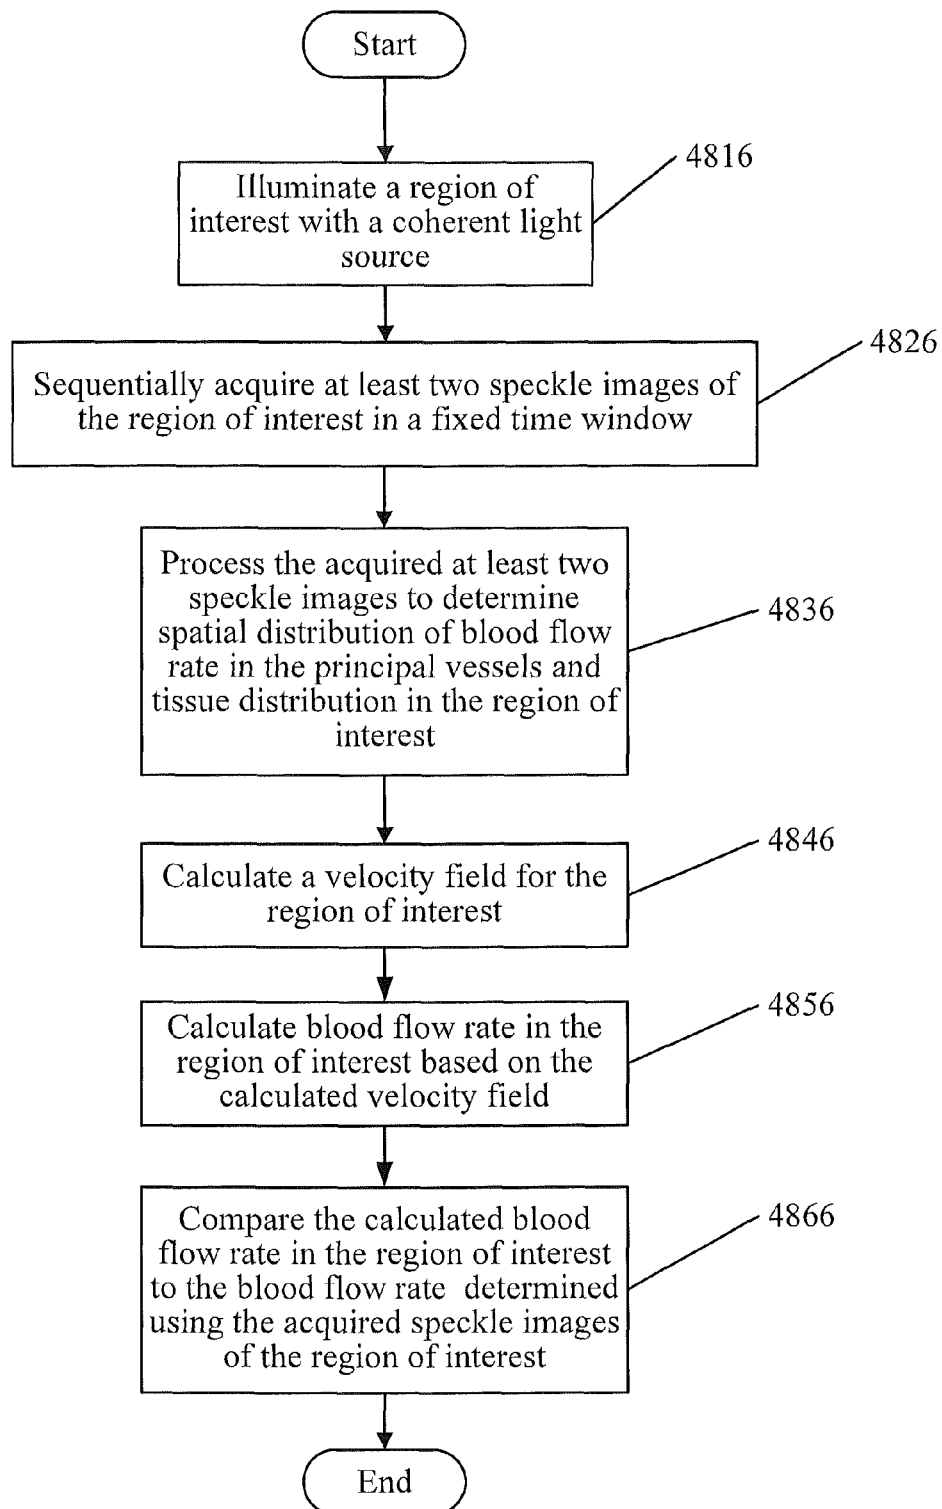 Start
4816
Illuminate a region of
interest with a coherent light
source
4826
Sequentially acquire at least two speckle images of
the region of interest in a fixed time window
Process the acquired at least two
speckle images to determine
spatial distribution of blood flow
rate in the principal vessels and
tissue distribution in the region of
interest
4836
4846
Calculate a velocity field for the
region of interest
4856
Calculate blood flow rate in the
region of interest based on the
calculated velocity field
4866
Compare the calculated blood
flow rate in the region of interest
to the blood flow rate determined
using the acquired speckle images
of the region of interest
End